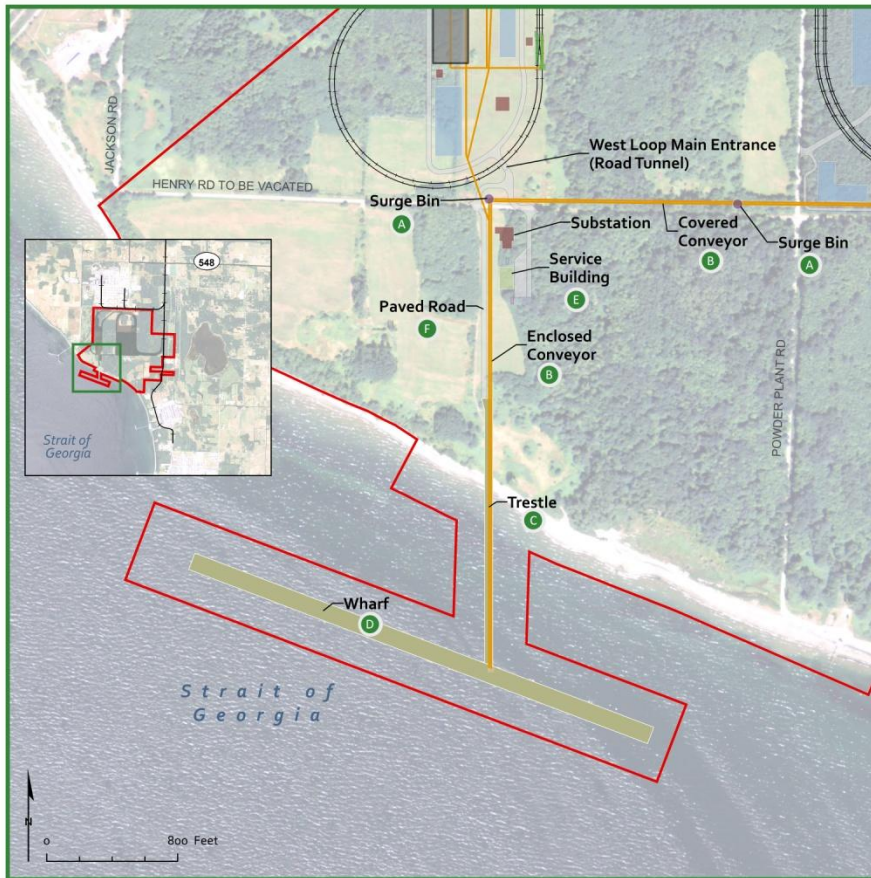 JACKSON RD
West Loop Main Entrance
(Road Tunnel)
HENRY RD TO BE VACATED
Surge Bin
A
Substation
Covered
Conveyor
B
Surge Bin
A
548
Service
Building
E
Paved Road
F
Enclosed
Conveyor
B
POWDER PLANT RD
Strait of
Georgia
Trestle
C
Wharf
D
Strait of
Georgia
N
0
800 Feet